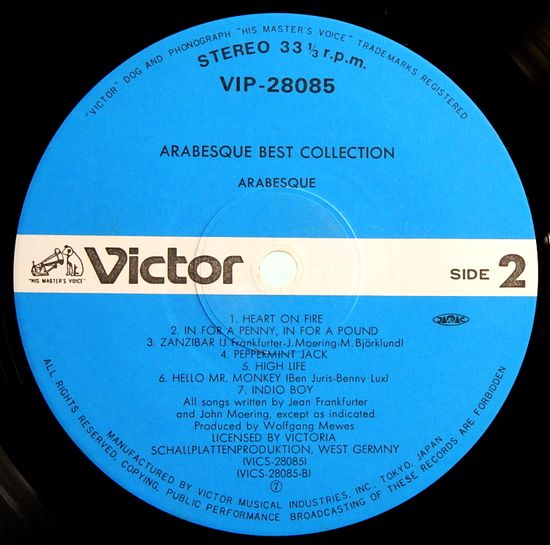 "VICTOR" DOG AND PHONOGRAPH "HIS MASTER'S VOICE" TRADEMARKS REGISTERED
STEREO 33 1/3 r.p.m.
VIP-28085
ARABESQUE BEST COLLECTION
ARABESQUE
"HIS MASTER'S VOICE"
Victor
SIDE 2
1. HEART ON FIRE
2. IN FOR A PENNY, IN FOR A POUND
3. ZANZIBAR (J.Frankfurter-J.Moering-M.Björklund)
4. PEPPERMINT JACK
5. HIGH LIFE
6. HELLO MR. MONKEY (Ben Juris-Benny Lux)
7. INDIO BOY
All songs written by Jean Frankfurter
and John Moering, except as indicated
Produced by Wolfgang Mewes
LICENSED BY VICTORIA
SCHALLPLATTENPRODUKTION, WEST GERMNY
(VICS-28085)
(VICS-28085-B)
⑦
JASRAC
MANUFACTURED BY VICTOR MUSICAL INDUSTRIES, INC., TOKYO, JAPAN
ALL RIGHTS RESERVED, COPYING, PUBLIC PERFORMANCE BROADCASTING OF THESE RECORDS ARE FORBIDDEN